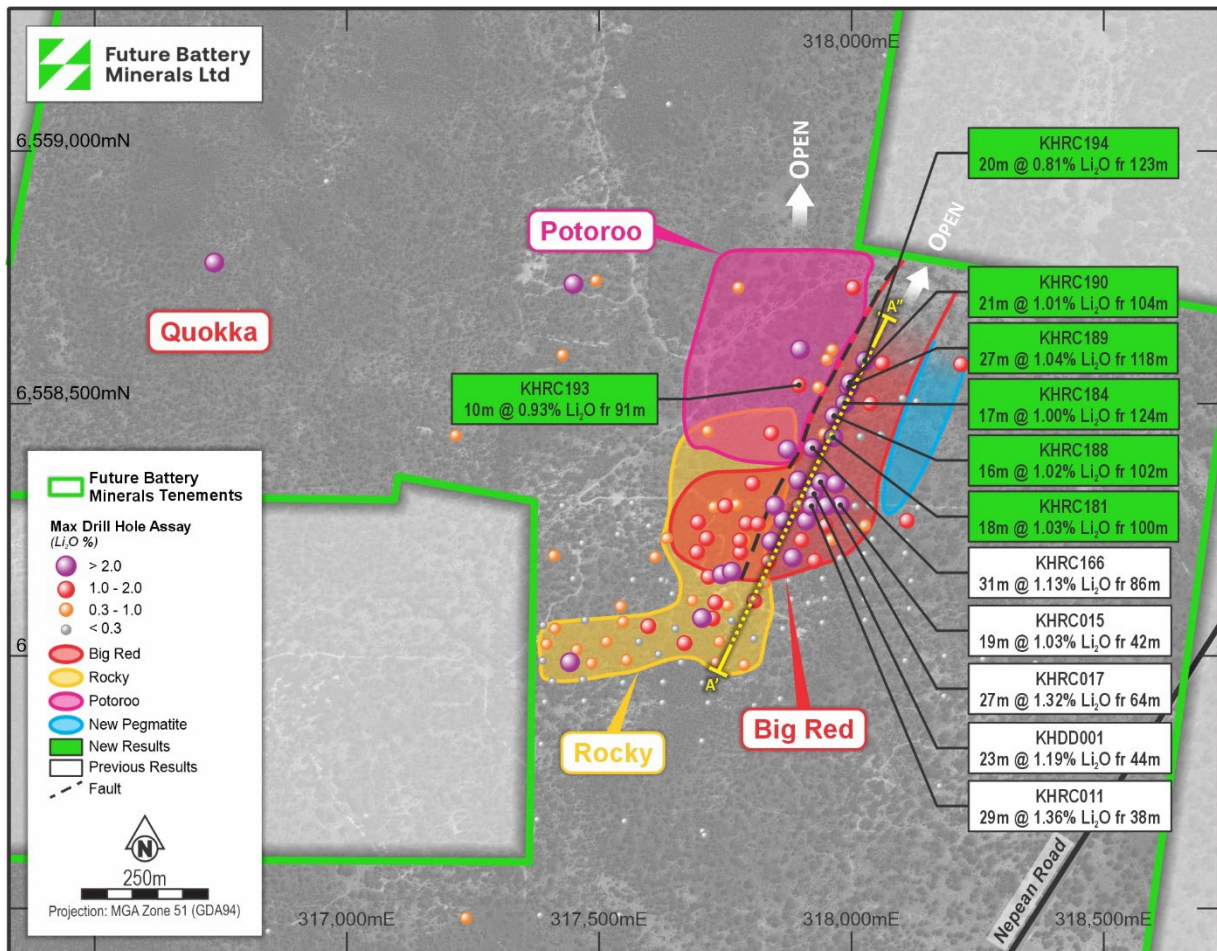 Future Battery
Minerals Ltd
318,000mE
6,559,000mN
OPEN
OPEN
KHRC194
20m @ 0.81% Li₂O fr 123m
Potoroo
Quokka
KHRC190
21m @ 1.01% Li₂O fr 104m
A"
KHRC189
27m @ 1.04% Li₂O fr 118m
6,558,500mN
KHRC193
10m @ 0.93% Li₂O fr 91m
KHRC184
17m @ 1.00% Li₂O fr 124m
KHRC188
16m @ 1.02% Li₂O fr 102m
KHRC181
18m @ 1.03% Li₂O fr 100m
KHRC166
31m @ 1.13% Li₂O fr 86m
KHRC015
19m @ 1.03% Li₂O fr 42m
KHRC017
27m @ 1.32% Li₂O fr 64m
KHDD001
23m @ 1.19% Li₂O fr 44m
KHRC011
29m @ 1.36% Li₂O fr 38m
6
A'
Big Red
Rocky
Future Battery
Minerals Tenements
Max Drill Hole Assay
(Li₂O %)
> 2.0
1.0 - 2.0
0.3 - 1.0
< 0.3
Big Red
Rocky
Potoroo
New Pegmatite
New Results
Previous Results
Fault
N
250m
Projection: MGA Zone 51 (GDA94)
317,000mE
317,500mE
318,000mE
318,500mE
Nepean Road